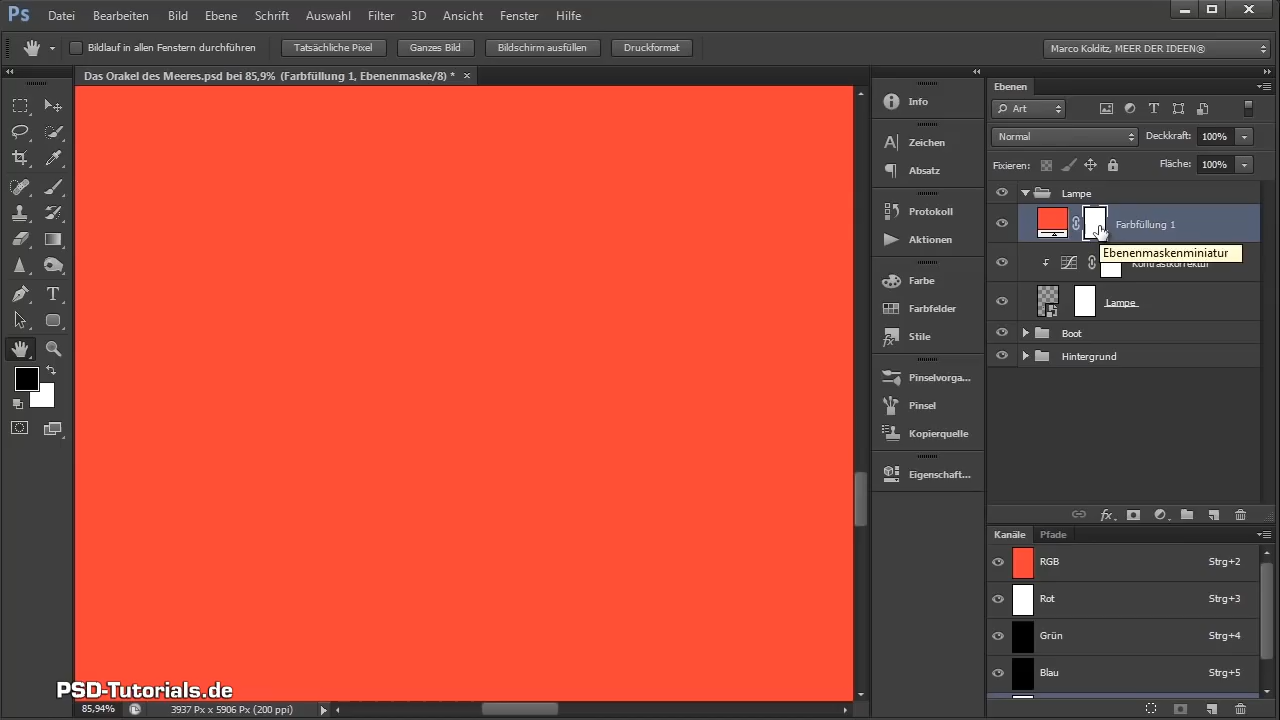 Ps Datei Bearbeiten Bild Ebene Schrift Auswahl Filter 3D Ansicht Fenster Hilfe
Bildlauf in allen Fenstern durchführen Tatsächliche Pixel Ganzes Bild Bildschirm ausfüllen Druckformat Marco Kolditz, MEER DER IDEEN®
Das Orakel des Meeres.psd bei 85,9% (Farbfüllung 1, Ebenenmaske/8) *
Info
Zeichen
Absatz
Protokoll
Aktionen
Farbe
Farbfelder
Stile
Pinselvorga...
Pinsel
Kopierquelle
Eigenschaft...
Ebenen
Art
Normal Deckkraft: 100%
Fixieren: Fläche: 100%
Lampe
Farbfüllung 1
Ebenenmaskenminiatur
Kontrastkorrektur
Lampe
Boot
Hintergrund
Kanäle Pfade
RGB Strg+2
Rot Strg+3
Grün Strg+4
Blau Strg+5
PSD-Tutorials.de
85,94% 3937 Px x 5906 Px (200 ppi)